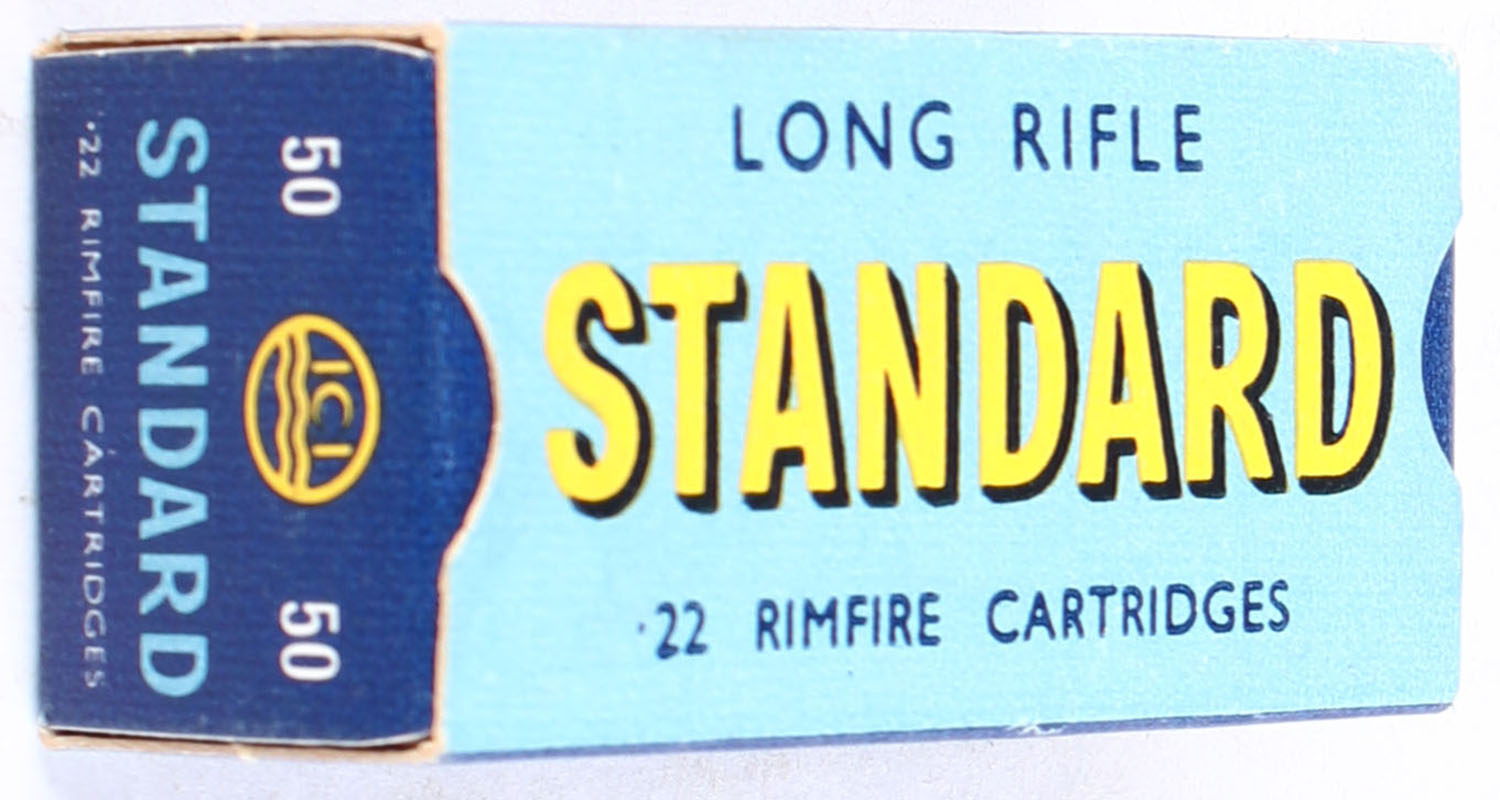 LONG RIFLE
STANDARD
·22 RIMFIRE CARTRIDGES
50 50
ICI
STANDARD
·22 RIMFIRE CARTRIDGES